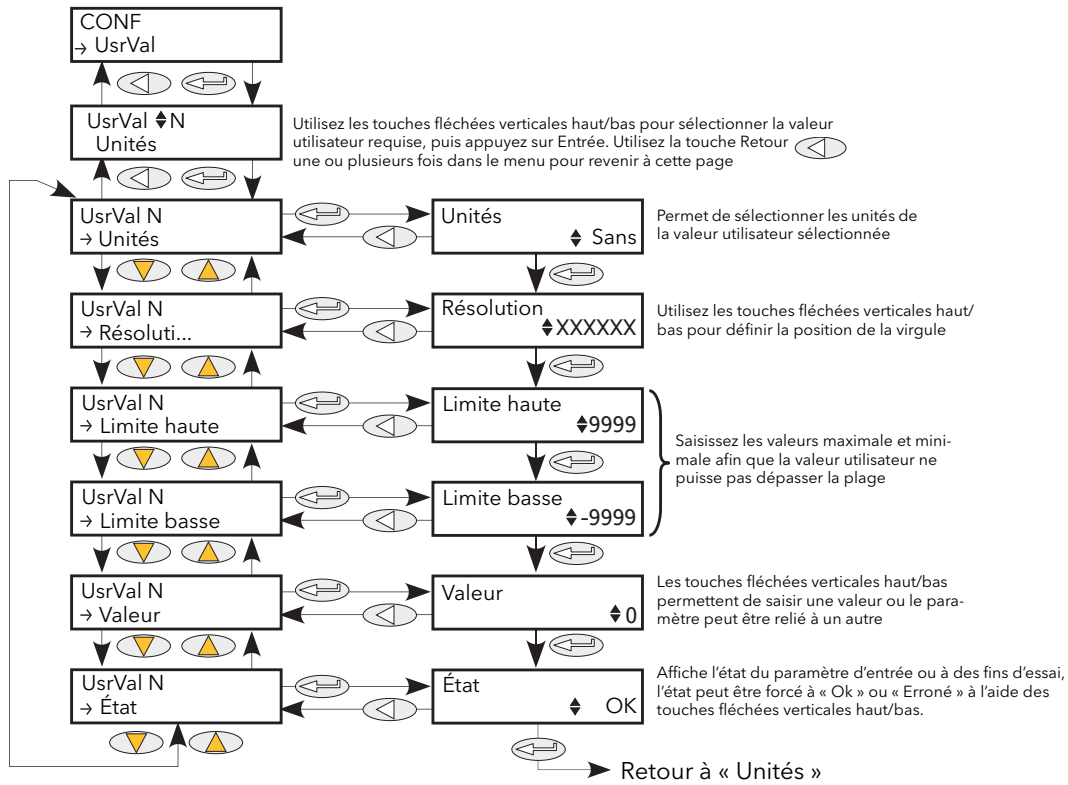 CONF
→ UsrVal
UsrVal ♦N
Unités
Utilisez les touches fléchées verticales haut/bas pour sélectionner la valeur
utilisateur requise, puis appuyez sur Entrée. Utilisez la touche Retour
une ou plusieurs fois dans le menu pour revenir à cette page
UsrVal N
→ Unités
Unités
♦ Sans
Permet de sélectionner les unités de
la valeur utilisateur sélectionnée
UsrVal N
→ Résoluti...
Résolution
♦XXXXXX
Utilisez les touches fléchées verticales haut/
bas pour définir la position de la virgule
UsrVal N
→ Limite haute
Limite haute
♦9999
Saisissez les valeurs maximale et mini-
male afin que la valeur utilisateur ne
puisse pas dépasser la plage
UsrVal N
→ Limite basse
Limite basse
♦-9999
UsrVal N
→ Valeur
Valeur
♦0
Les touches fléchées verticales haut/bas
permettent de saisir une valeur ou le para-
mètre peut être relié à un autre
UsrVal N
→ État
État
♦ OK
Affiche l'état du paramètre d'entrée ou à des fins d'essai,
l'état peut être forcé à « Ok » ou « Erroné » à l'aide des
touches fléchées verticales haut/bas.
Retour à « Unités »